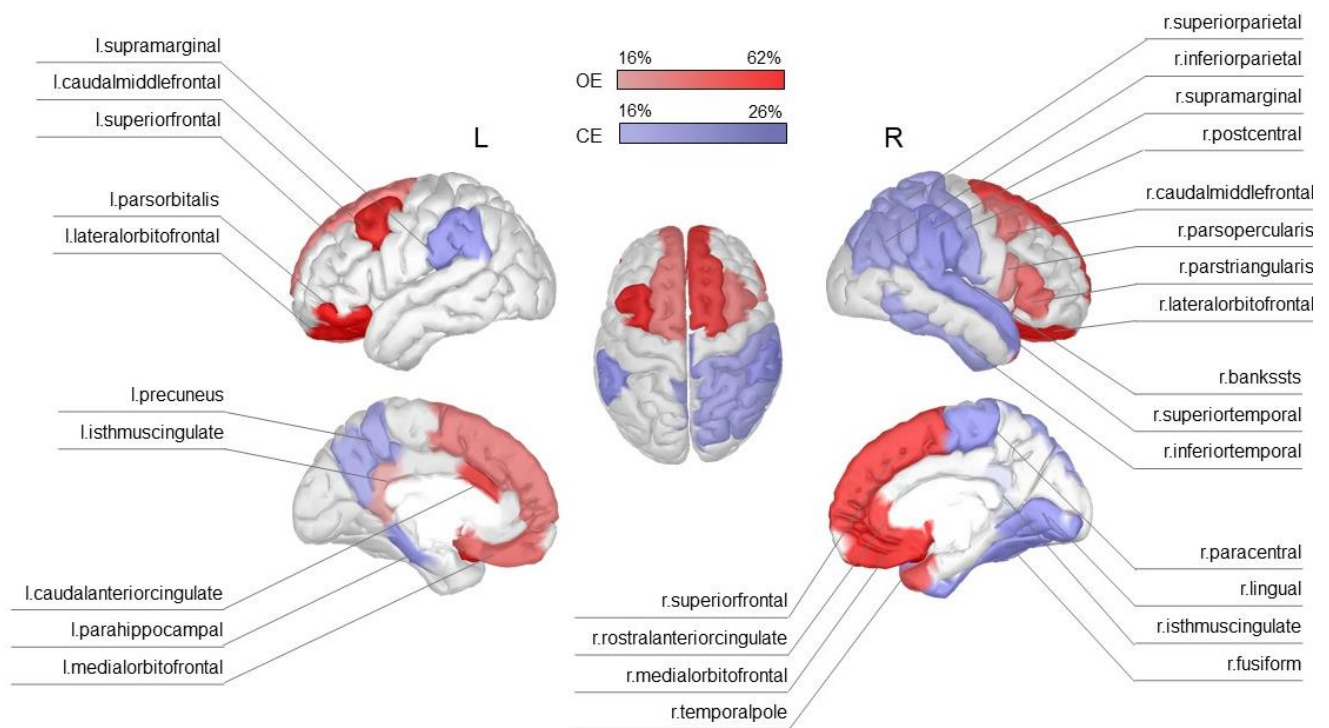 l.supramarginal
l.caudalmiddlefrontal
l.superiorfrontal
l.parsorbitalis
l.lateralorbitofrontal
L
16% 62%
OE
16% 26%
CE
R
r.superiorparietal
r.inferiorparietal
r.supramarginal
r.postcentral
r.caudalmiddlefrontal
r.parsopercularis
r.parstriangularis
r.lateralorbitofrontal
r.bankssts
r.superiortemporal
r.inferiortemporal
l.precuneus
l.isthmuscingulate
l.caudalanteriorcingulate
l.parahippocampal
l.medialorbitofrontal
r.superiorfrontal
r.rostralanteriorcingulate
r.medialorbitofrontal
r.temporalpole
r.paracentral
r.lingual
r.isthmuscingulate
r.fusiform